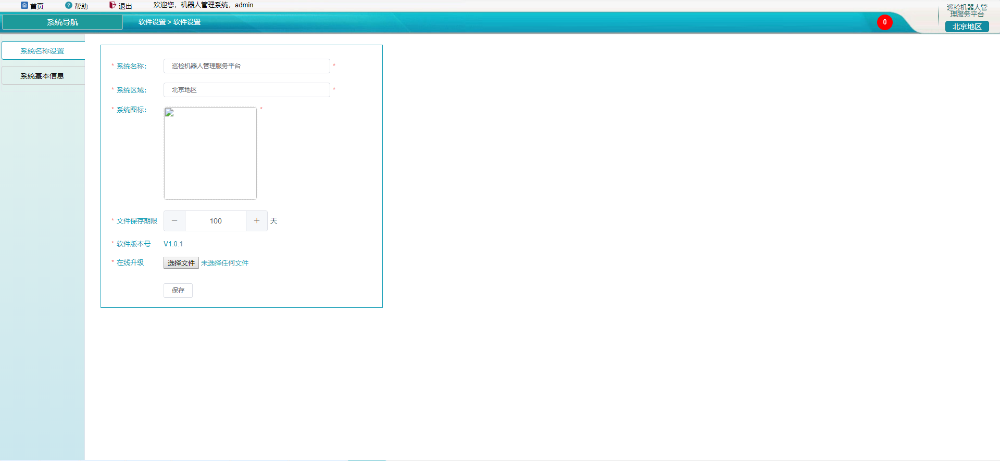 首页 帮助 退出 欢迎您，机器人管理系统，admin
巡检机器人管
理服务平台
系统导航 软件设置 > 软件设置 0
北京地区
系统名称设置
系统基本信息
* 系统名称： 巡检机器人管理服务平台 *
* 系统区域： 北京地区 *
* 系统图标： *
* 文件保存期限 − 100 + 天
* 软件版本号 V1.0.1
* 在线升级 选择文件 未选择任何文件
保存